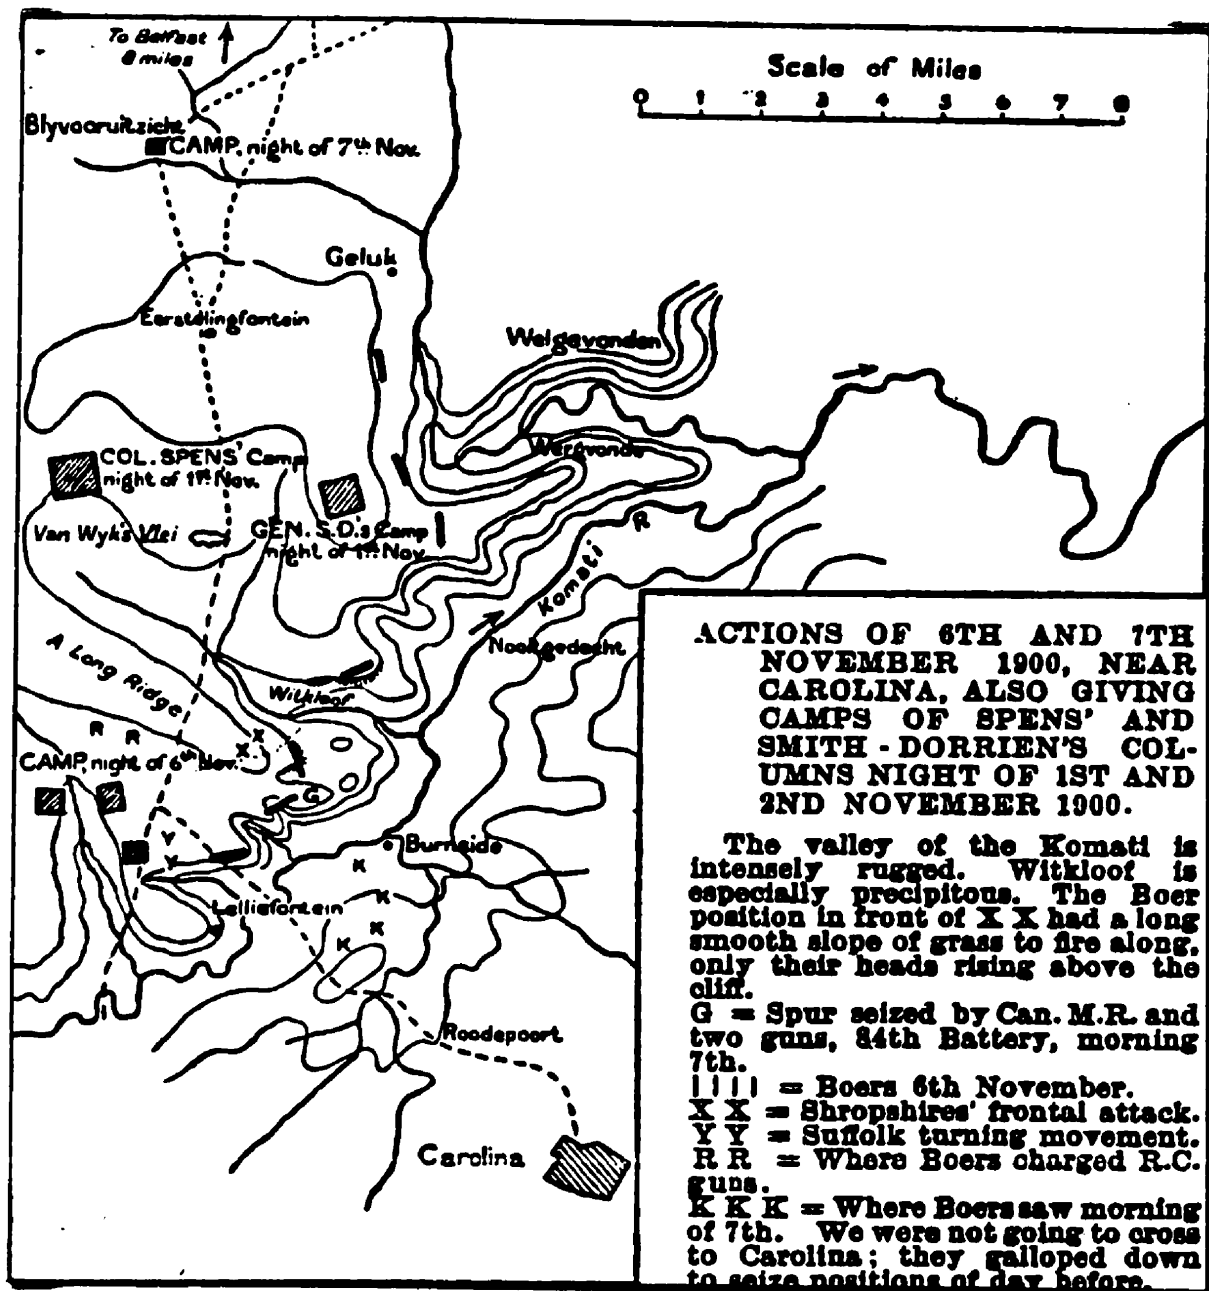 To Belfast
8 miles
Scale of Miles
0 1 2 3 4 5 6 7 8
Blyvooruitzicht
CAMP, night of 7th Nov.
Geluk
Eerstelingfontein
Welgevonden
COL. SPENS' Camp
night of 1st Nov.
Van Wyk's Vlei
GEN. S.D.'s Camp
night of 1st Nov.
Komati R
Nooitgedacht
A Long Ridge
Witkloof
R R
X X
CAMP, night of 6th Nov.
G
Y
Y
Burnside
K
K
K
K
Lelliefontein
Roodepoort
Carolina
ACTIONS OF 6TH AND 7TH
NOVEMBER 1900, NEAR
CAROLINA, ALSO GIVING
CAMPS OF SPENS' AND
SMITH-DORRIEN'S COL-
UMNS NIGHT OF 1ST AND
2ND NOVEMBER 1900.
The valley of the Komati is
intensely rugged. Witkloof is
especially precipitous. The Boer
position in front of X X had a long
smooth slope of grass to fire along,
only their heads rising above the
cliff.
G = Spur seized by Can. M.R. and
two guns, 84th Battery, morning
7th.
| | | | = Boers 6th November.
X X = Shropshires' frontal attack.
Y Y = Suffolk turning movement.
R R = Where Boers charged R.C.
guns.
K K K = Where Boers saw morning
of 7th. We were not going to cross
to Carolina; they galloped down
to seize positions of day before.